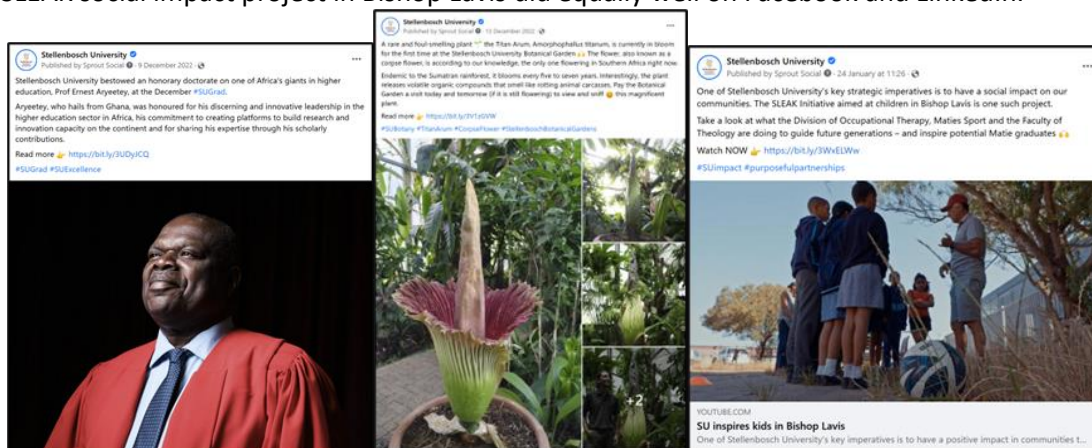 SLEAK social impact project in Bishop Lavis did equally well on Facebook and LinkedIn.
Stellenbosch University
Published by Sprout Social · 9 December 2022 ·
Stellenbosch University bestowed an honorary doctorate on one of Africa's giants in higher
education, Prof Ernest Aryeetey, at the December #SUGrad.
Aryeetey, who hails from Ghana, was honoured for his discerning and innovative leadership in the
higher education sector in Africa, his commitment to creating platforms to build research and
innovation capacity on the continent and for sharing his expertise through his scholarly
contributions.
Read more 👉 https://bit.ly/3UDyJCQ
#SUGrad #SUExcellence
Stellenbosch University
Published by Sprout Social · 13 December 2022 ·
A rare and foul-smelling plant 🌱 the Titan Arum, Amorphophallus titanum, is currently in bloom
for the first time at the Stellenbosch University Botanical Garden 🙌 The flower, also known as a
corpse flower, is according to our knowledge, the only one flowering in Southern Africa right now.
Endemic to the Sumatran rainforest, it blooms every five to seven years. Interestingly, the plant
releases volatile organic compounds that smell like rotting animal carcasses. Pay the Botanical
Garden a visit today and tomorrow (if it is still flowering) to view and sniff 😄 this magnificent
plant.
Read more 👉
#SUBotany #TitanArum #CorpseFlower #StellenboschBotanicalGardens
+2
Stellenbosch University
Published by Sprout Social · 24 January at 11:26 ·
One of Stellenbosch University's key strategic imperatives is to have a social impact on our
communities. The SLEAK Initiative aimed at children in Bishop Lavis is one such project.
Take a look at what the Division of Occupational Therapy, Maties Sport and the Faculty of
Theology are doing to guide future generations – and inspire potential Matie graduates 🙌
Watch NOW 👉 https://bit.ly/3WxELWw
#SUimpact #purposefulpartnerships
YOUTUBE.COM
SU inspires kids in Bishop Lavis
One of Stellenbosch University's key imperatives is to have a positive impact in communities t...